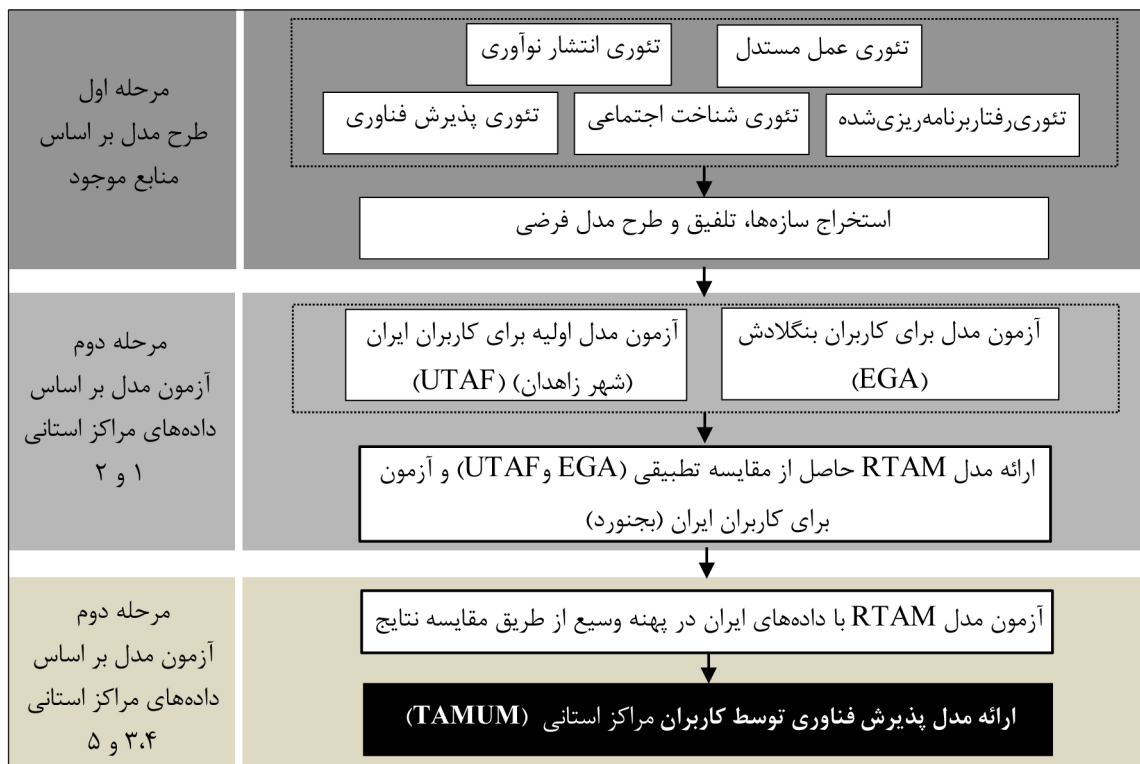 مرحله اول
طرح مدل بر اساس
منابع موجود
تئوری عمل مستدل
تئوری انتشار نوآوری
تئوری‌رفتاربرنامه‌ریزی‌شده
تئوری شناخت اجتماعی
تئوری پذیرش فناوری
استخراج سازه‌ها، تلفیق و طرح مدل فرضی
مرحله دوم
آزمون مدل بر اساس
داده‌های مراکز استانی
۱ و ۲
آزمون مدل برای کاربران بنگلادش
(EGA)
آزمون مدل اولیه برای کاربران ایران
(شهر زاهدان) (UTAF)
ارائه مدل RTAM حاصل از مقایسه تطبیقی (EGA وUTAF) و آزمون
برای کاربران ایران (بجنورد)
مرحله دوم
آزمون مدل بر اساس
داده‌های مراکز استانی
۳،۴ و ۵
آزمون مدل RTAM با داده‌های ایران در پهنه وسیع از طریق مقایسه نتایج
ارائه مدل پذیرش فناوری توسط کاربران مراکز استانی (TAMUM)